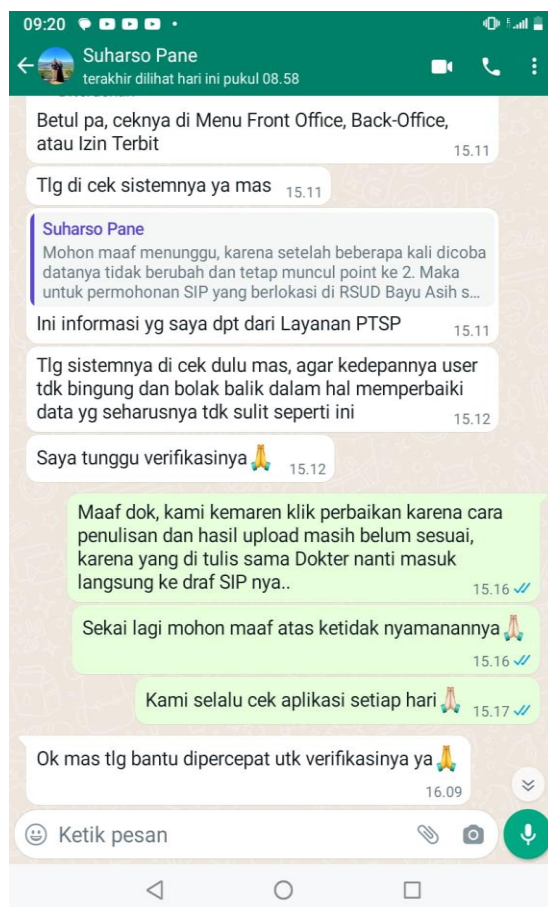 09:20
Suharso Pane
terakhir dilihat hari ini pukul 08.58
Betul pa, ceknya di Menu Front Office, Back-Office,
atau Izin Terbit
15.11
Tlg di cek sistemnya ya mas
15.11
Suharso Pane
Mohon maaf menunggu, karena setelah beberapa kali dicoba
datanya tidak berubah dan tetap muncul point ke 2. Maka
untuk permohonan SIP yang berlokasi di RSUD Bayu Asih s...
Ini informasi yg saya dpt dari Layanan PTSP
15.11
Tlg sistemnya di cek dulu mas, agar kedepannya user
tdk bingung dan bolak balik dalam hal memperbaiki
data yg seharusnya tdk sulit seperti ini
15.12
Saya tunggu verifikasinya🙏
15.12
Maaf dok, kami kemaren klik perbaikan karena cara
penulisan dan hasil upload masih belum sesuai,
karena yang di tulis sama Dokter nanti masuk
langsung ke draf SIP nya..
15.16
Sekai lagi mohon maaf atas ketidak nyamanannya🙏🏻
15.16
Kami selalu cek aplikasi setiap hari🙏🏻
15.17
Ok mas tlg bantu dipercepat utk verifikasinya ya🙏
16.09
Ketik pesan